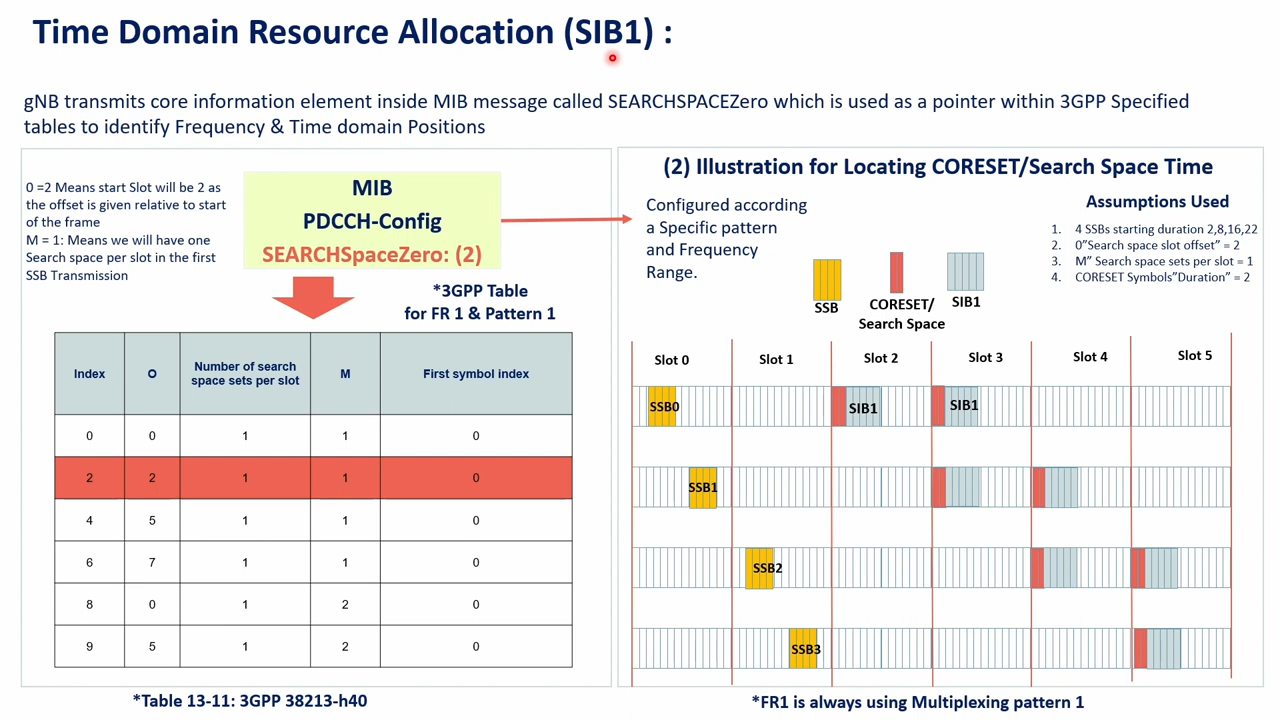 Time Domain Resource Allocation (SIB1) :
gNB transmits core information element inside MIB message called SEARCHSPACEZero which is used as a pointer within 3GPP Specified
tables to identify Frequency & Time domain Positions
0 =2 Means start Slot will be 2 as
the offset is given relative to start
of the frame
M = 1: Means we will have one
Search space per slot in the first
SSB Transmission
MIB
PDCCH-Config
SEARCHSpaceZero: (2)
*3GPP Table
for FR 1 & Pattern 1
Index O Number of search space sets per slot M First symbol index
0 0 1 1 0
2 2 1 1 0
4 5 1 1 0
6 7 1 1 0
8 0 1 2 0
9 5 1 2 0
*Table 13-11: 3GPP 38213-h40
(2) Illustration for Locating CORESET/Search Space Time
Configured according
a Specific pattern
and Frequency
Range.
Assumptions Used
1. 4 SSBs starting duration 2,8,16,22
2. 0”Search space slot offset” = 2
3. M” Search space sets per slot = 1
4. CORESET Symbols”Duration” = 2
SSB
CORESET/
Search Space
SIB1
Slot 0 Slot 1 Slot 2 Slot 3 Slot 4 Slot 5
SSB0 SIB1 SIB1
SSB1
SSB2
SSB3
*FR1 is always using Multiplexing pattern 1